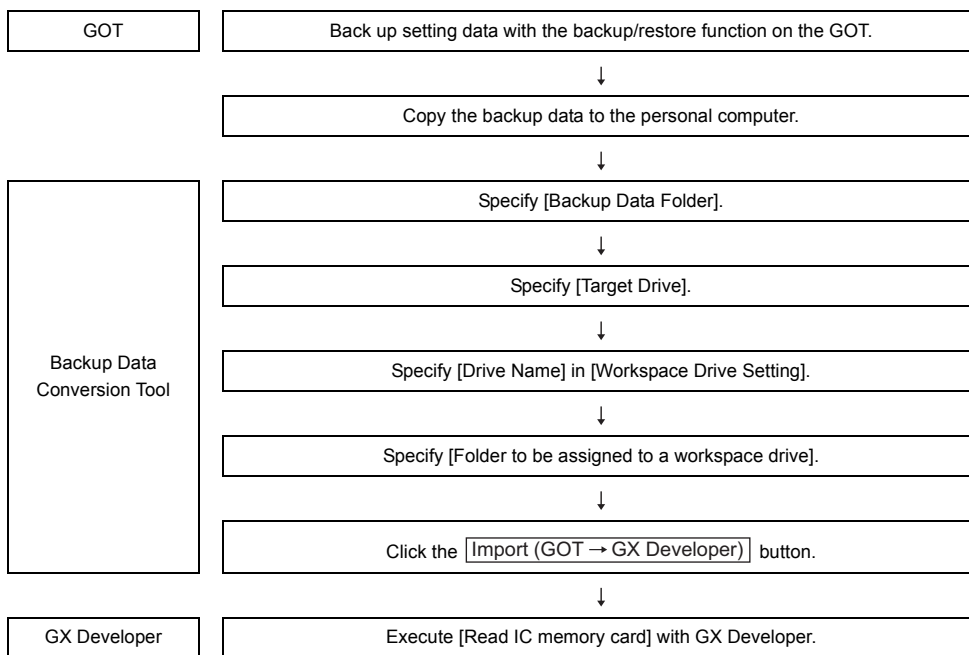 GOT
Back up setting data with the backup/restore function on the GOT.
↓
Copy the backup data to the personal computer.
↓
Backup Data
Conversion Tool
Specify [Backup Data Folder].
↓
Specify [Target Drive].
↓
Specify [Drive Name] in [Workspace Drive Setting].
↓
Specify [Folder to be assigned to a workspace drive].
↓
Click the Import (GOT → GX Developer) button.
↓
GX Developer
Execute [Read IC memory card] with GX Developer.